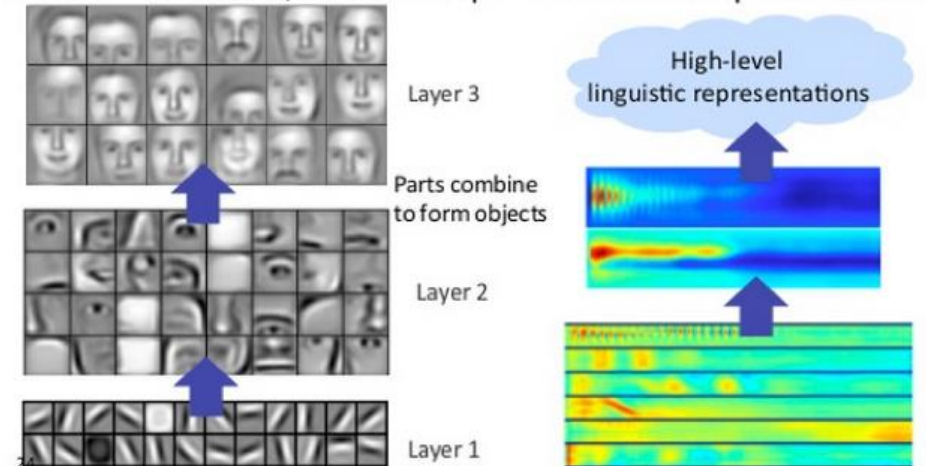 High-level
linguistic representations
Layer 3
Parts combine
to form objects
Layer 2
Layer 1